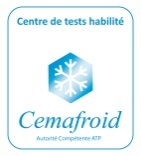 Centre de tests habilité
Cemafroid
Autorité Compétente ATP